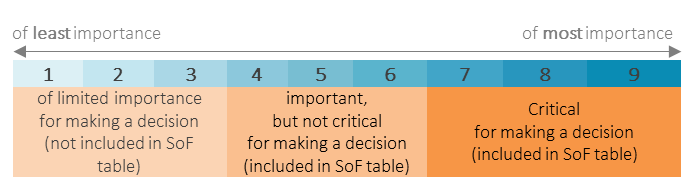 of least importance
of most importance
1 2 3 4 5 6 7 8 9
of limited importance
for making a decision
(not included in SoF
table)
important,
but not critical
for making a decision
(included in SoF table)
Critical
for making a decision
(included in SoF table)